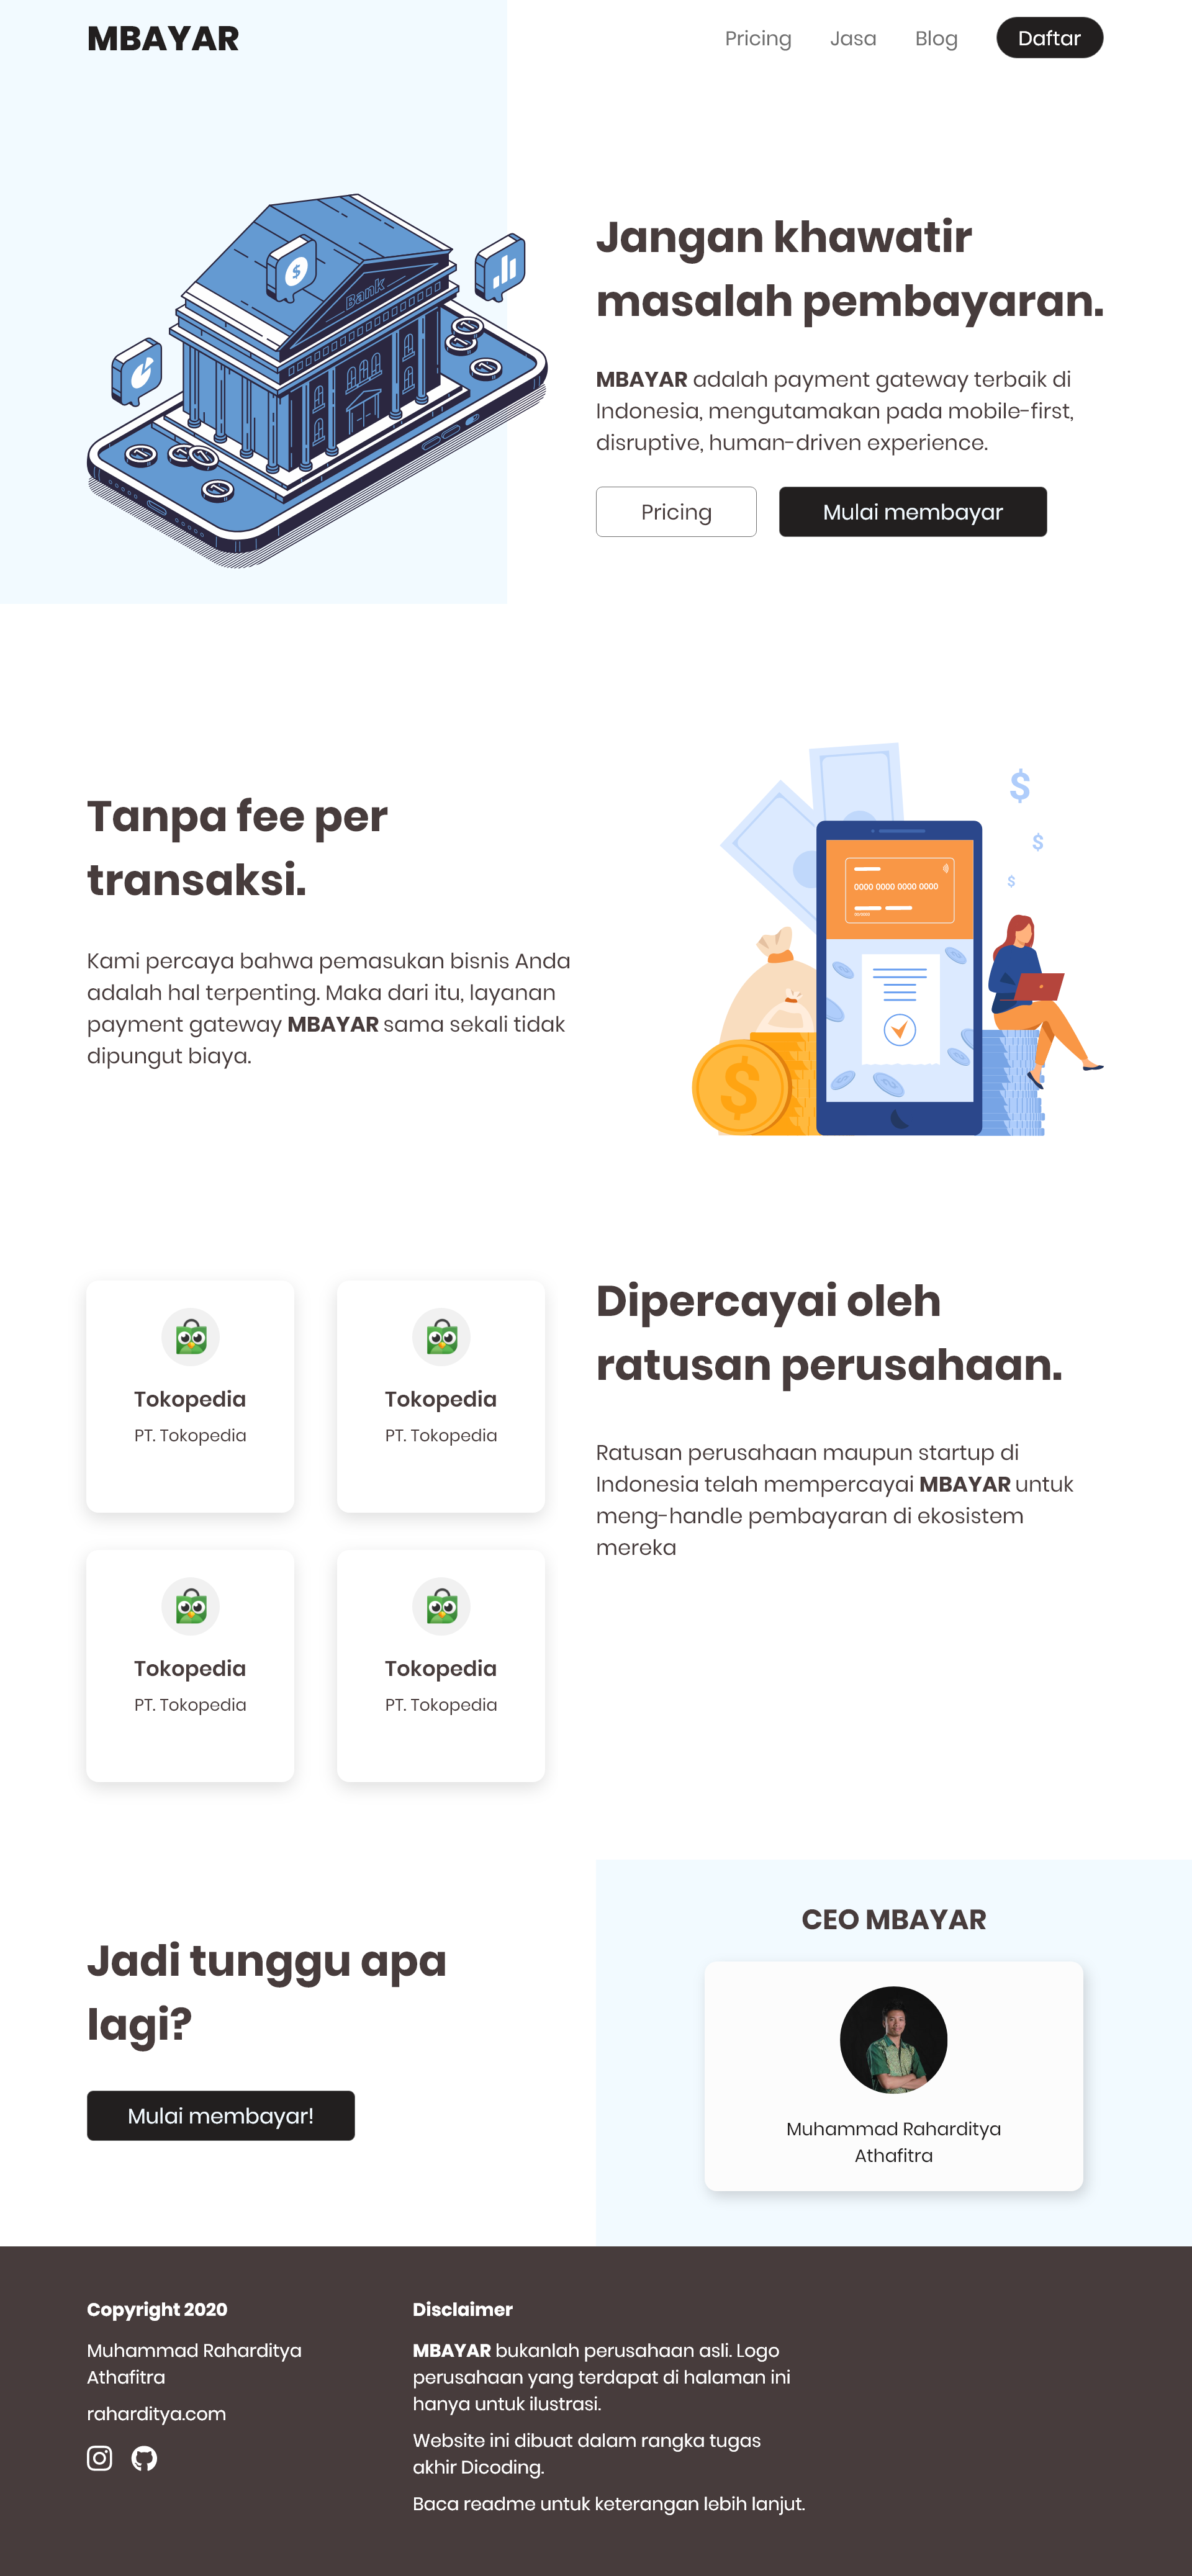 MBAYAR
Pricing Jasa Blog Daftar
Bank
Jangan khawatir
masalah pembayaran.
MBAYAR adalah payment gateway terbaik di
Indonesia, mengutamakan pada mobile-first,
disruptive, human-driven experience.
Pricing Mulai membayar
Tanpa fee per
transaksi.
Kami percaya bahwa pemasukan bisnis Anda
adalah hal terpenting. Maka dari itu, layanan
payment gateway MBAYAR sama sekali tidak
dipungut biaya.
0000 0000 0000 0000
Tokopedia
PT. Tokopedia
Tokopedia
PT. Tokopedia
Tokopedia
PT. Tokopedia
Tokopedia
PT. Tokopedia
Dipercayai oleh
ratusan perusahaan.
Ratusan perusahaan maupun startup di
Indonesia telah mempercayai MBAYAR untuk
meng-handle pembayaran di ekosistem
mereka
Jadi tunggu apa
lagi?
Mulai membayar!
CEO MBAYAR
Muhammad Raharditya
Athafitra
Copyright 2020
Muhammad Raharditya
Athafitra
raharditya.com
Disclaimer
MBAYAR bukanlah perusahaan asli. Logo
perusahaan yang terdapat di halaman ini
hanya untuk ilustrasi.
Website ini dibuat dalam rangka tugas
akhir Dicoding.
Baca readme untuk keterangan lebih lanjut.